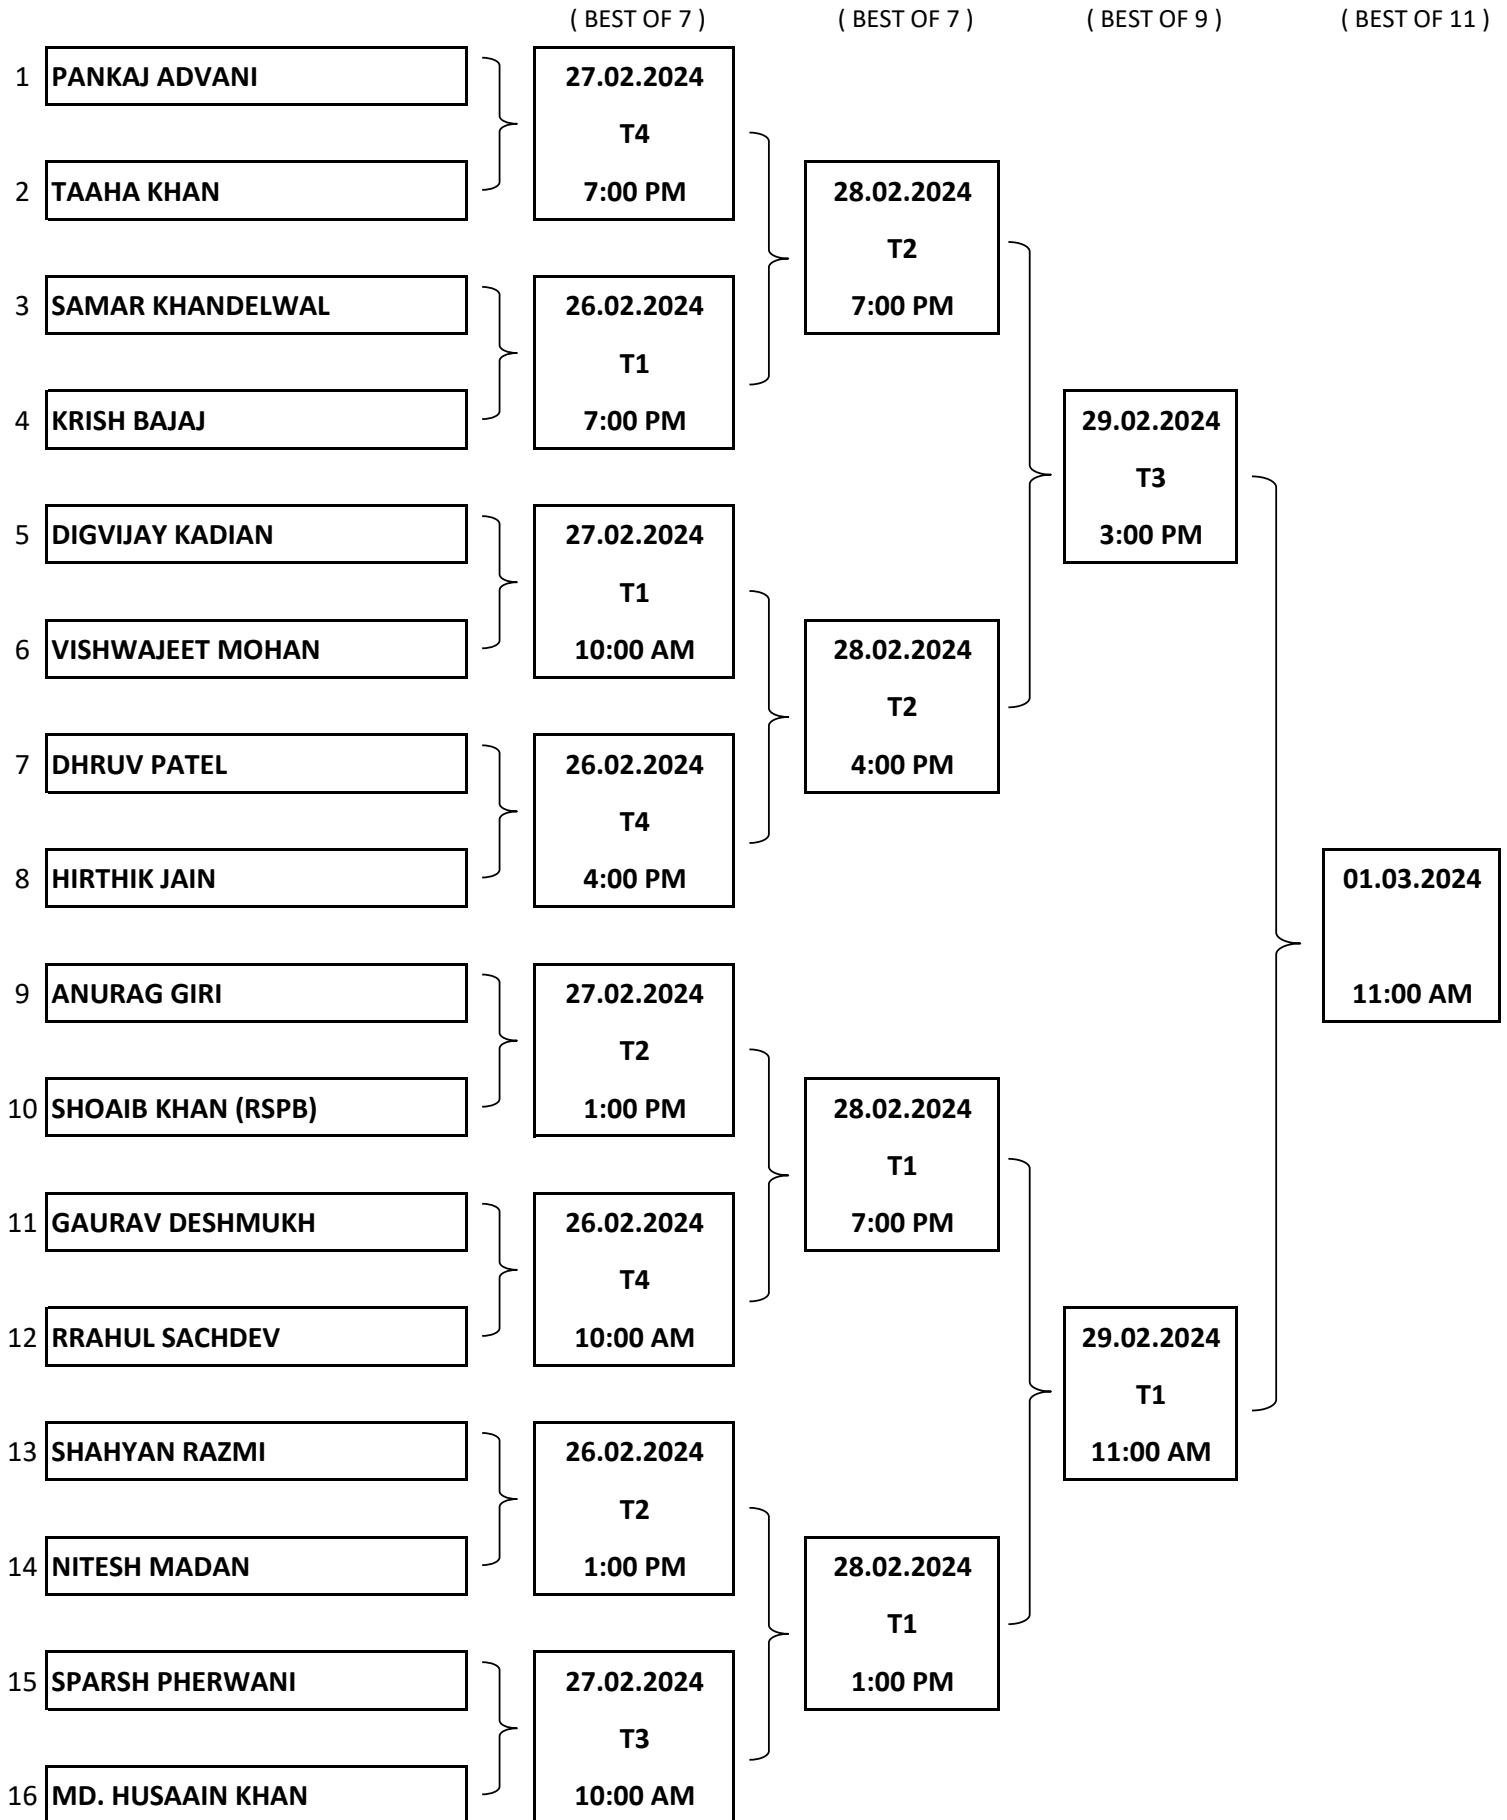 ( BEST OF 7 ) ( BEST OF 7 ) ( BEST OF 9 ) ( BEST OF 11 )
1 PANKAJ ADVANI 27.02.2024
T4
2 TAAHA KHAN 7:00 PM 28.02.2024
T2
3 SAMAR KHANDELWAL 26.02.2024 7:00 PM
T1
4 KRISH BAJAJ 7:00 PM 29.02.2024
T3
5 DIGVIJAY KADIAN 27.02.2024 3:00 PM
T1
6 VISHWAJEET MOHAN 10:00 AM 28.02.2024
T2
7 DHRUV PATEL 26.02.2024 4:00 PM
T4
8 HIRTHIK JAIN 4:00 PM 01.03.2024
9 ANURAG GIRI 27.02.2024 11:00 AM
T2
10 SHOAIB KHAN (RSPB) 1:00 PM 28.02.2024
T1
11 GAURAV DESHMUKH 26.02.2024 7:00 PM
T4
12 RRAHUL SACHDEV 10:00 AM 29.02.2024
T1
13 SHAHYAN RAZMI 26.02.2024 11:00 AM
T2
14 NITESH MADAN 1:00 PM 28.02.2024
T1
15 SPARSH PHERWANI 27.02.2024 1:00 PM
T3
16 MD. HUSAAIN KHAN 10:00 AM